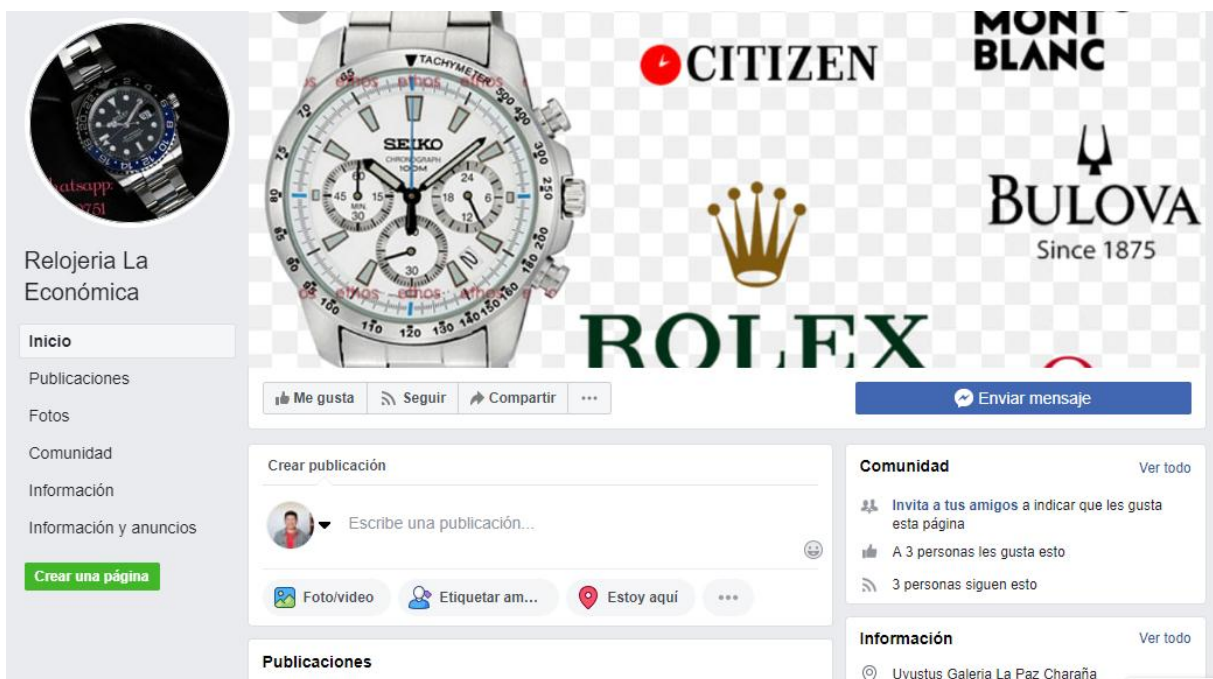 Relojeria La
Económica
Inicio
Publicaciones
Fotos
Comunidad
Información
Información y anuncios
Crear una página
TACHYMETER
SEIKO
CHRONOGRAPH
100M
CITIZEN
MONT
BLANC
BULOVA
Since 1875
ROLEX
Me gusta
Seguir
Compartir
Enviar mensaje
Crear publicación
Escribe una publicación...
Foto/video
Etiquetar am...
Estoy aquí
Publicaciones
Comunidad
Ver todo
Invita a tus amigos a indicar que les gusta
esta página
A 3 personas les gusta esto
3 personas siguen esto
Información
Ver todo
Uyustus Galeria La Paz Charaña